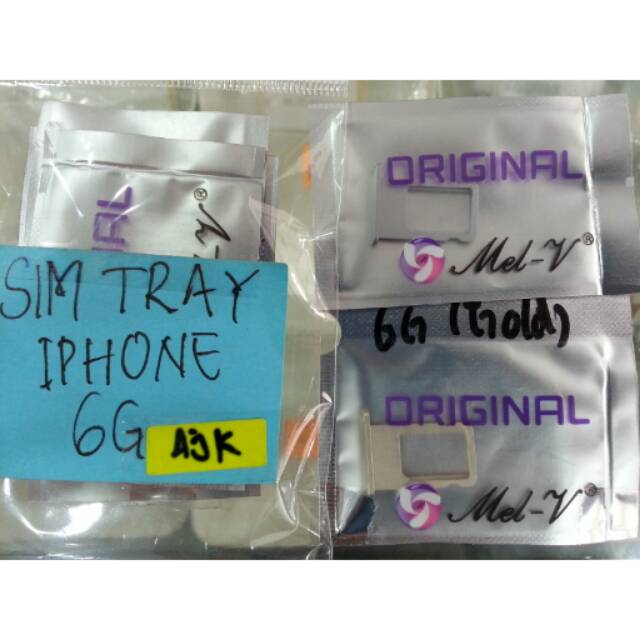 SIM TRAY
IPHONE
6G
A3K
ORIGINAL
Mel-V®
6G (Gold)
ORIGINAL
Mel-V®